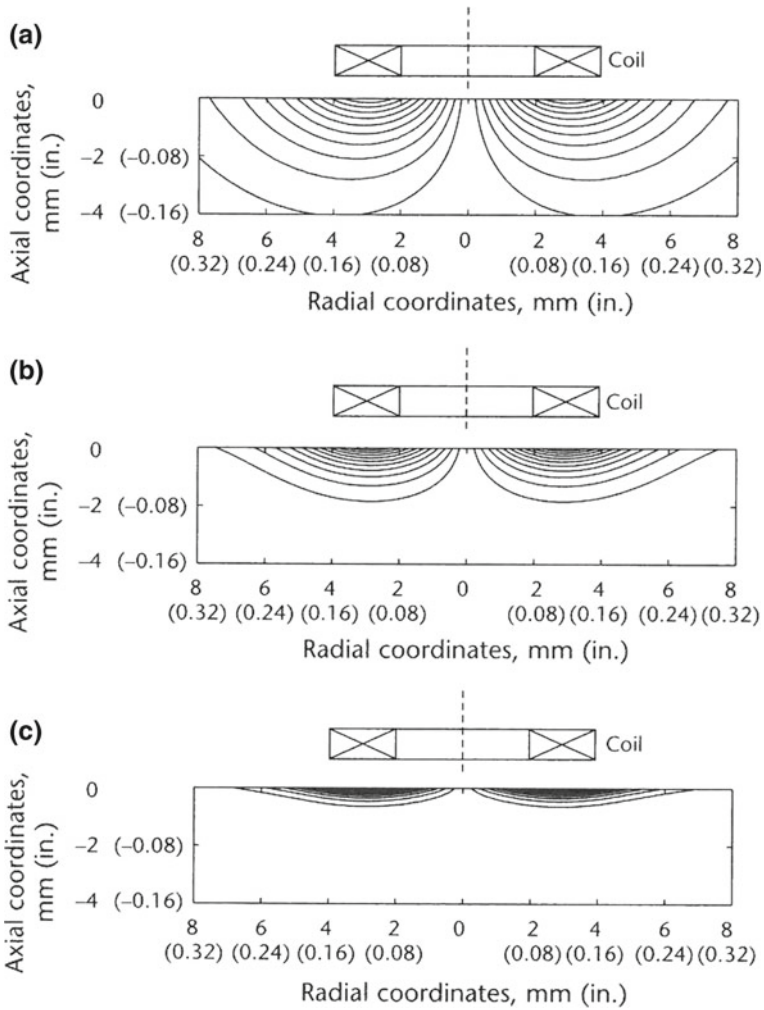 (a)
Coil
Axial coordinates,
mm (in.)
0
−2 (−0.08)
−4 (−0.16)
8 6 4 2 0 2 4 6 8
(0.32) (0.24) (0.16) (0.08) (0.08) (0.16) (0.24) (0.32)
Radial coordinates, mm (in.)
(b)
Coil
Axial coordinates,
mm (in.)
0
−2 (−0.08)
−4 (−0.16)
8 6 4 2 0 2 4 6 8
(0.32) (0.24) (0.16) (0.08) (0.08) (0.16) (0.24) (0.32)
Radial coordinates, mm (in.)
(c)
Coil
Axial coordinates,
mm (in.)
0
−2 (−0.08)
−4 (−0.16)
8 6 4 2 0 2 4 6 8
(0.32) (0.24) (0.16) (0.08) (0.08) (0.16) (0.24) (0.32)
Radial coordinates, mm (in.)